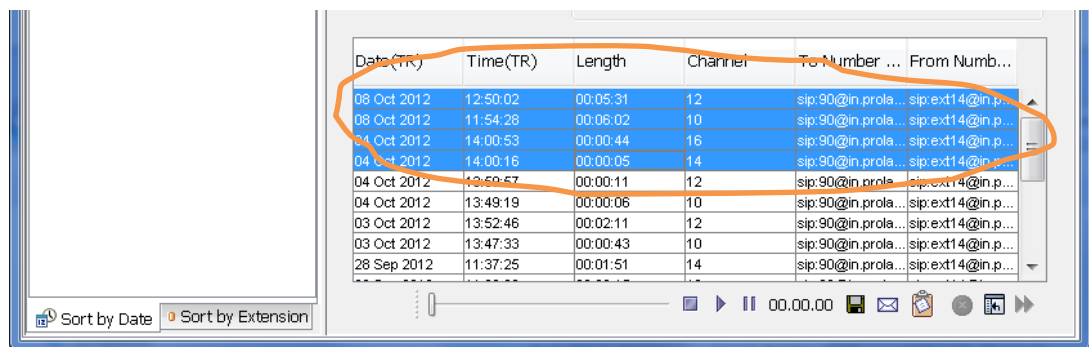 Date(TR) Time(TR) Length Channel To Number ... From Numb...
08 Oct 2012 12:50:02 00:05:31 12 sip:90@in.prola... sip:ext14@in.p...
08 Oct 2012 11:54:28 00:06:02 10 sip:90@in.prola... sip:ext14@in.p...
04 Oct 2012 14:00:53 00:00:44 16 sip:90@in.prola... sip:ext14@in.p...
04 Oct 2012 14:00:16 00:00:05 14 sip:90@in.prola... sip:ext14@in.p...
04 Oct 2012 13:59:57 00:00:11 12 sip:90@in.prola... sip:ext14@in.p...
04 Oct 2012 13:49:19 00:00:06 10 sip:90@in.prola... sip:ext14@in.p...
03 Oct 2012 13:52:46 00:02:11 12 sip:90@in.prola... sip:ext14@in.p...
03 Oct 2012 13:47:33 00:00:43 10 sip:90@in.prola... sip:ext14@in.p...
28 Sep 2012 11:37:25 00:01:51 14 sip:90@in.prola... sip:ext14@in.p...
00.00.00
Sort by Date Sort by Extension